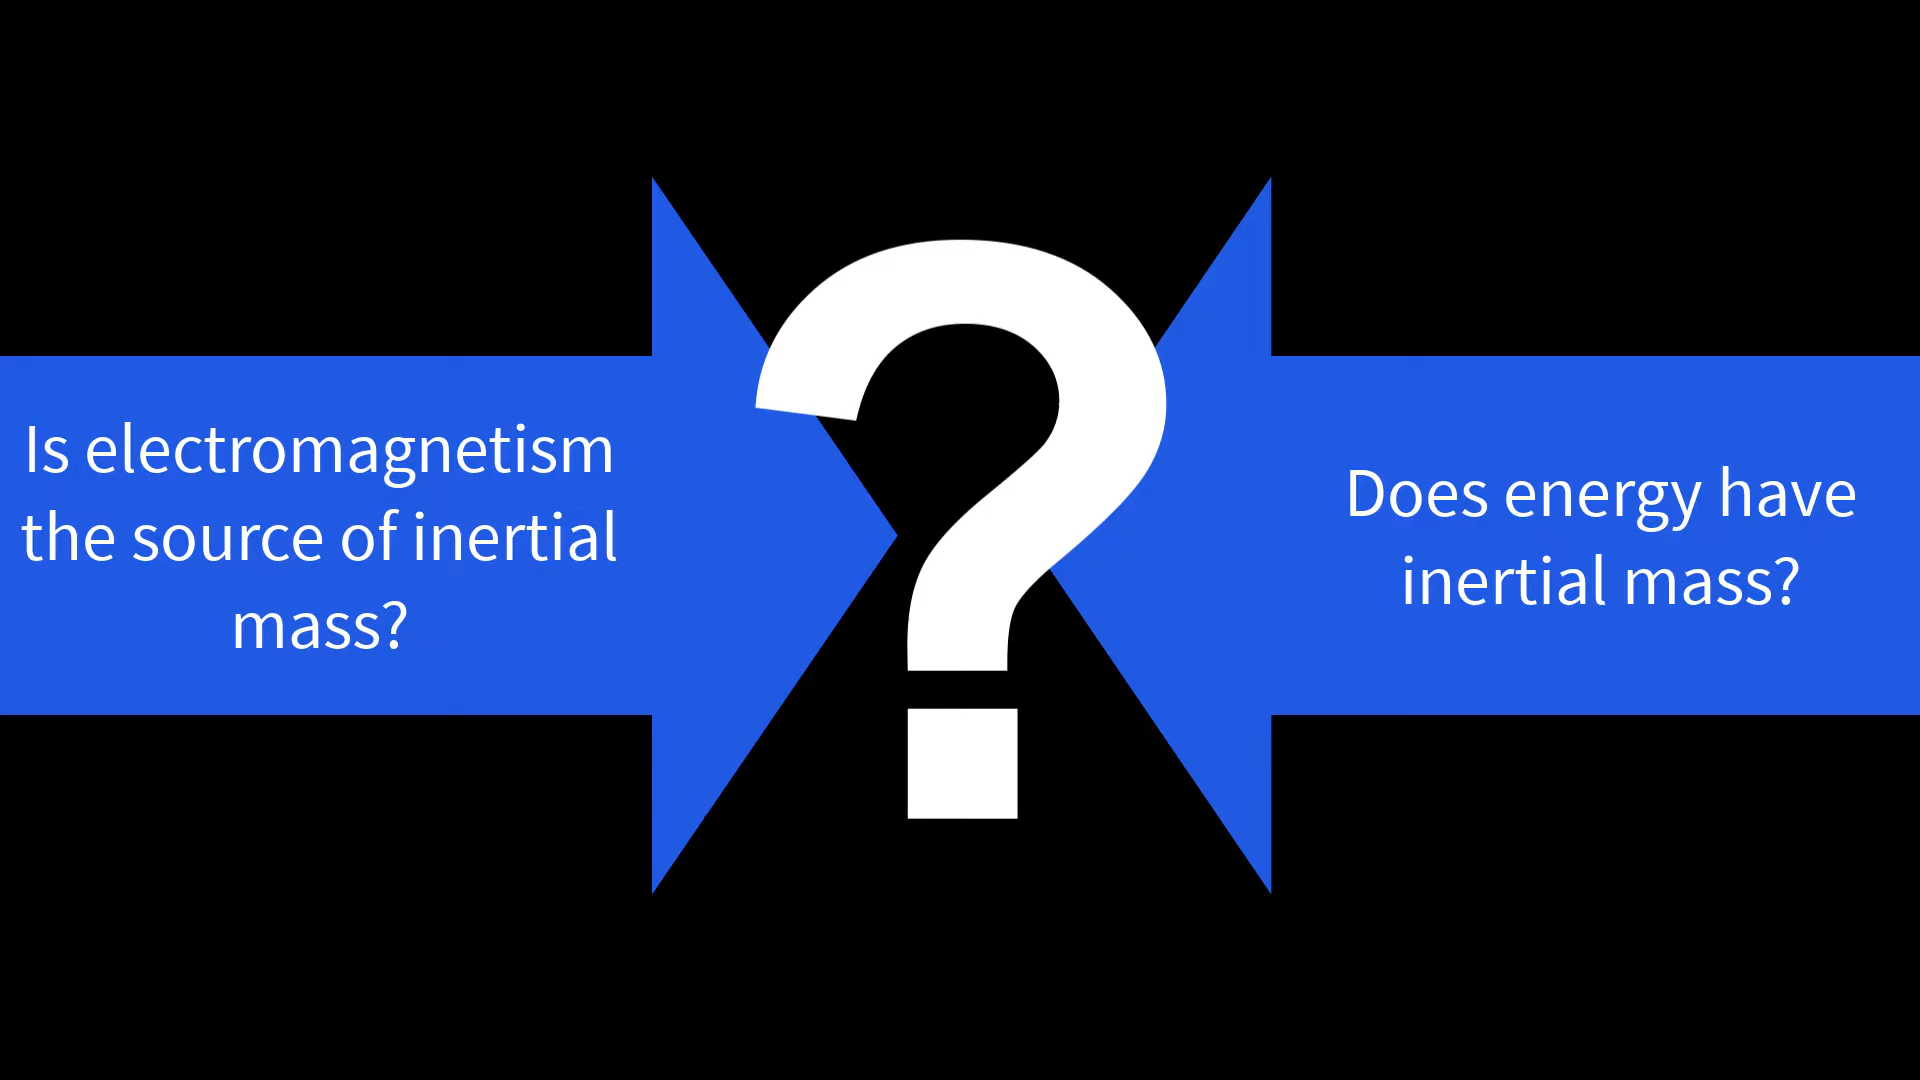 Is electromagnetism
the source of inertial
mass?
?
Does energy have
inertial mass?